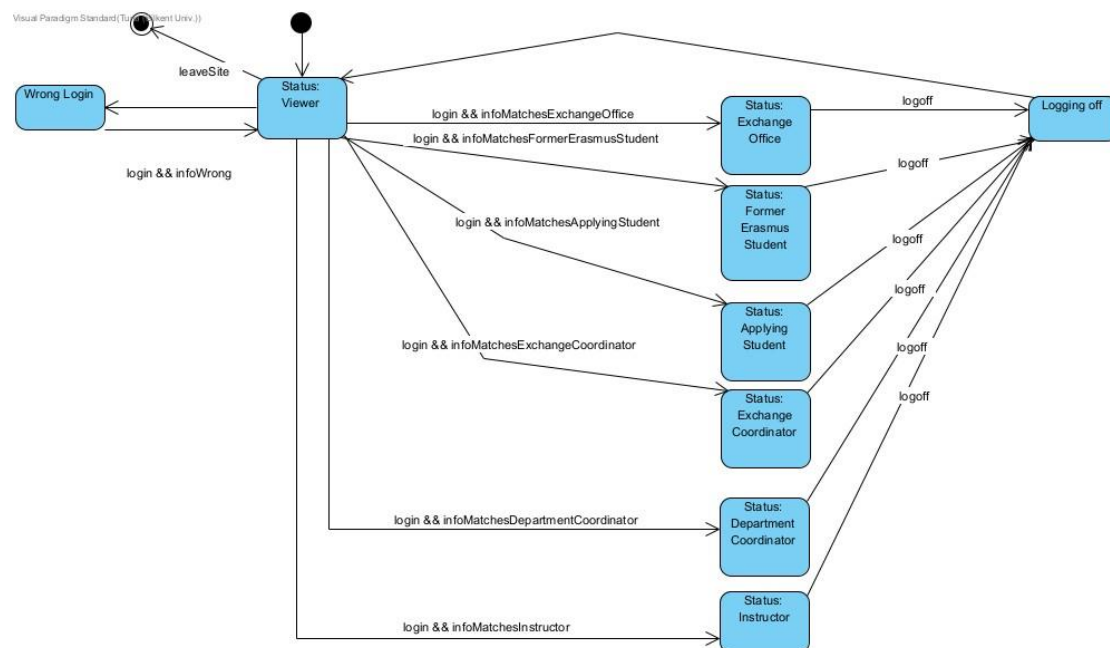 Visual Paradigm Standard(
Univ.))
leaveSite
Wrong Login
Status:
Viewer
login && infoWrong
login && infoMatchesExchangeOffice
login && infoMatchesFormerErasmusStudent
login && infoMatchesApplyingStudent
login && infoMatchesExchangeCoordinator
login && infoMatchesDepartmentCoordinator
login && infoMatchesInstructor
Status:
Exchange
Office
Status:
Former
Erasmus
Student
Status:
Applying
Student
Status:
Exchange
Coordinator
Status:
Department
Coordinator
Status:
Instructor
logoff
logoff
logoff
logoff
logoff
logoff
Logging off